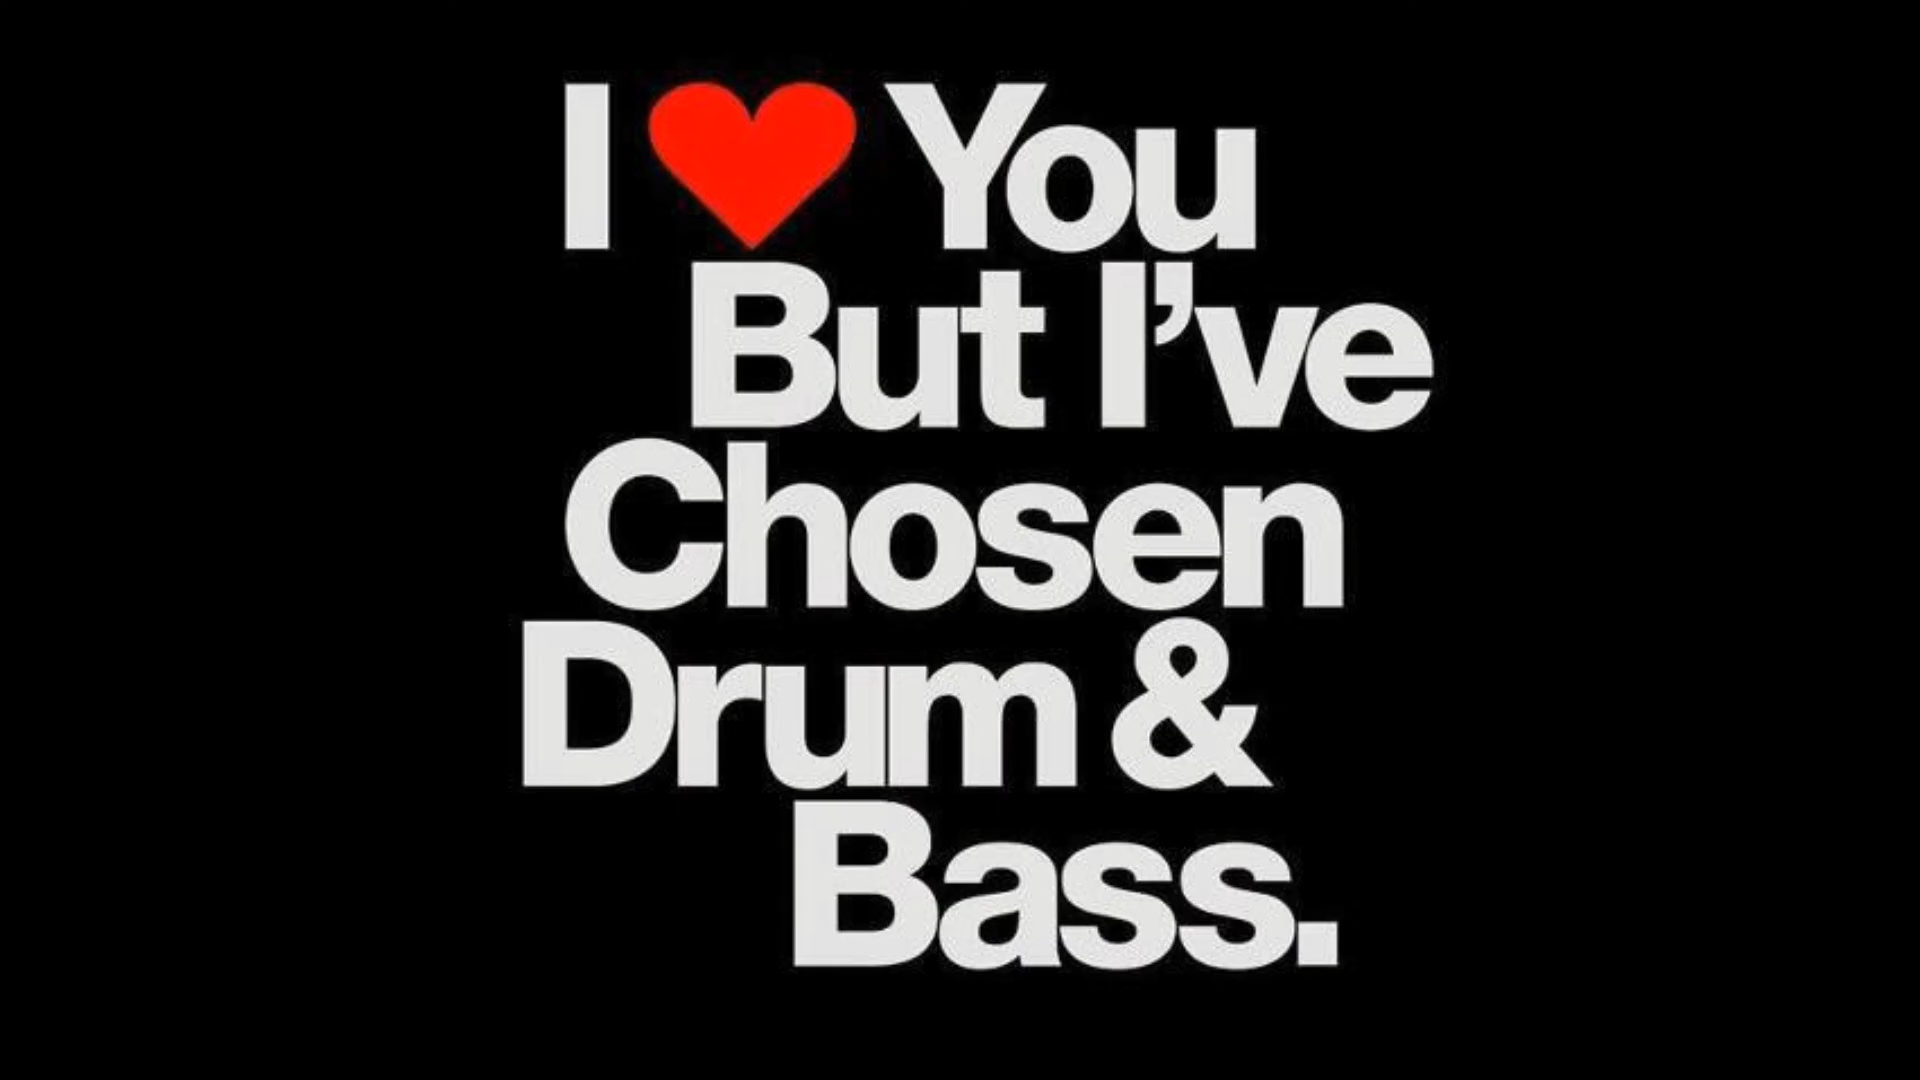 I ❤ You
But I've
Chosen
Drum &
Bass.